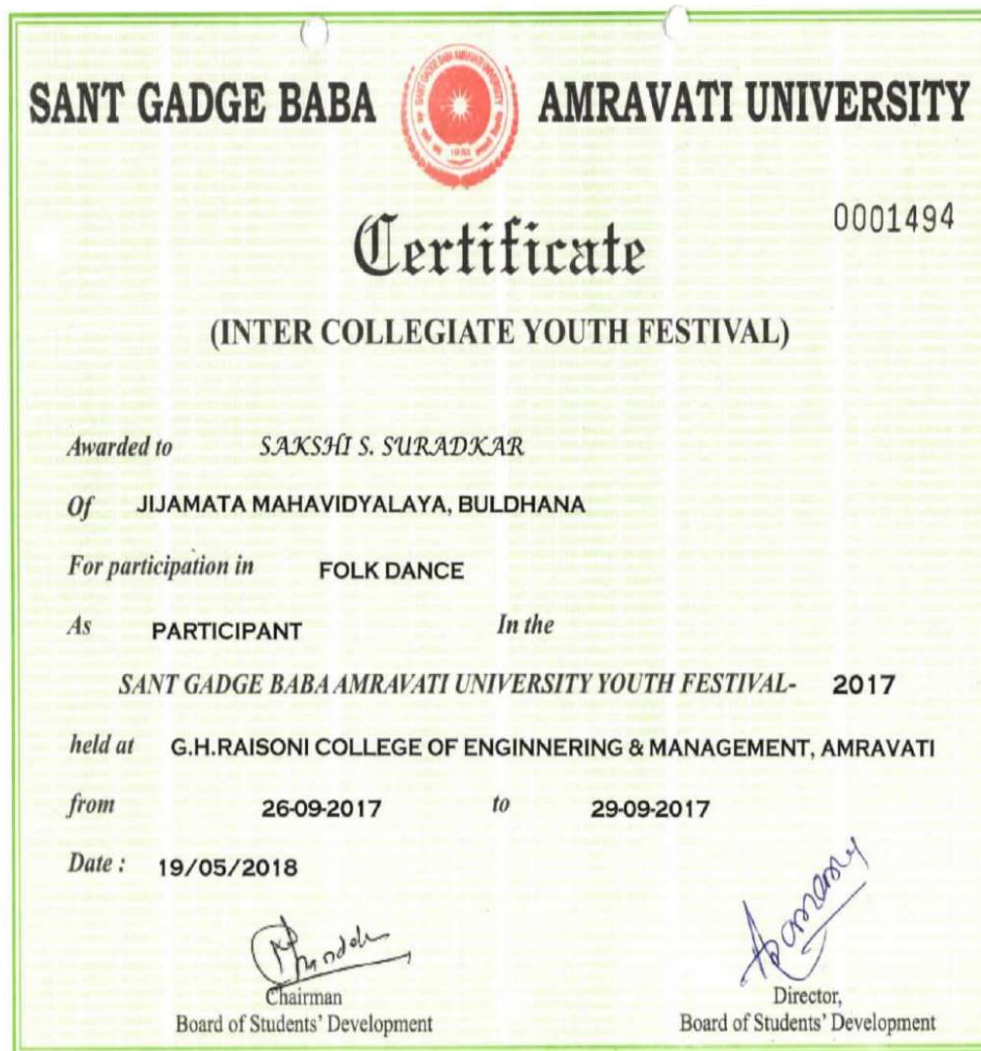 SANT GADGE BABA AMRAVATI UNIVERSITY
1983
0001494
Certificate
(INTER COLLEGIATE YOUTH FESTIVAL)
Awarded to SAKSHI S. SURADKAR
Of JIJAMATA MAHAVIDYALAYA, BULDHANA
For participation in FOLK DANCE
As PARTICIPANT In the
SANT GADGE BABA AMRAVATI UNIVERSITY YOUTH FESTIVAL- 2017
held at G.H.RAISONI COLLEGE OF ENGINNERING & MANAGEMENT, AMRAVATI
from 26-09-2017 to 29-09-2017
Date : 19/05/2018
Chairman
Board of Students' Development
Director,
Board of Students' Development